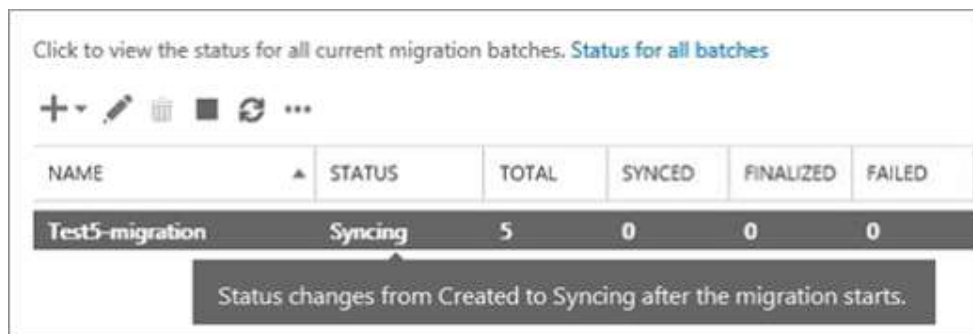 Click to view the status for all current migration batches. Status for all batches
NAME STATUS TOTAL SYNCED FINALIZED FAILED
Test5-migration Syncing 5 0 0 0
Status changes from Created to Syncing after the migration starts.